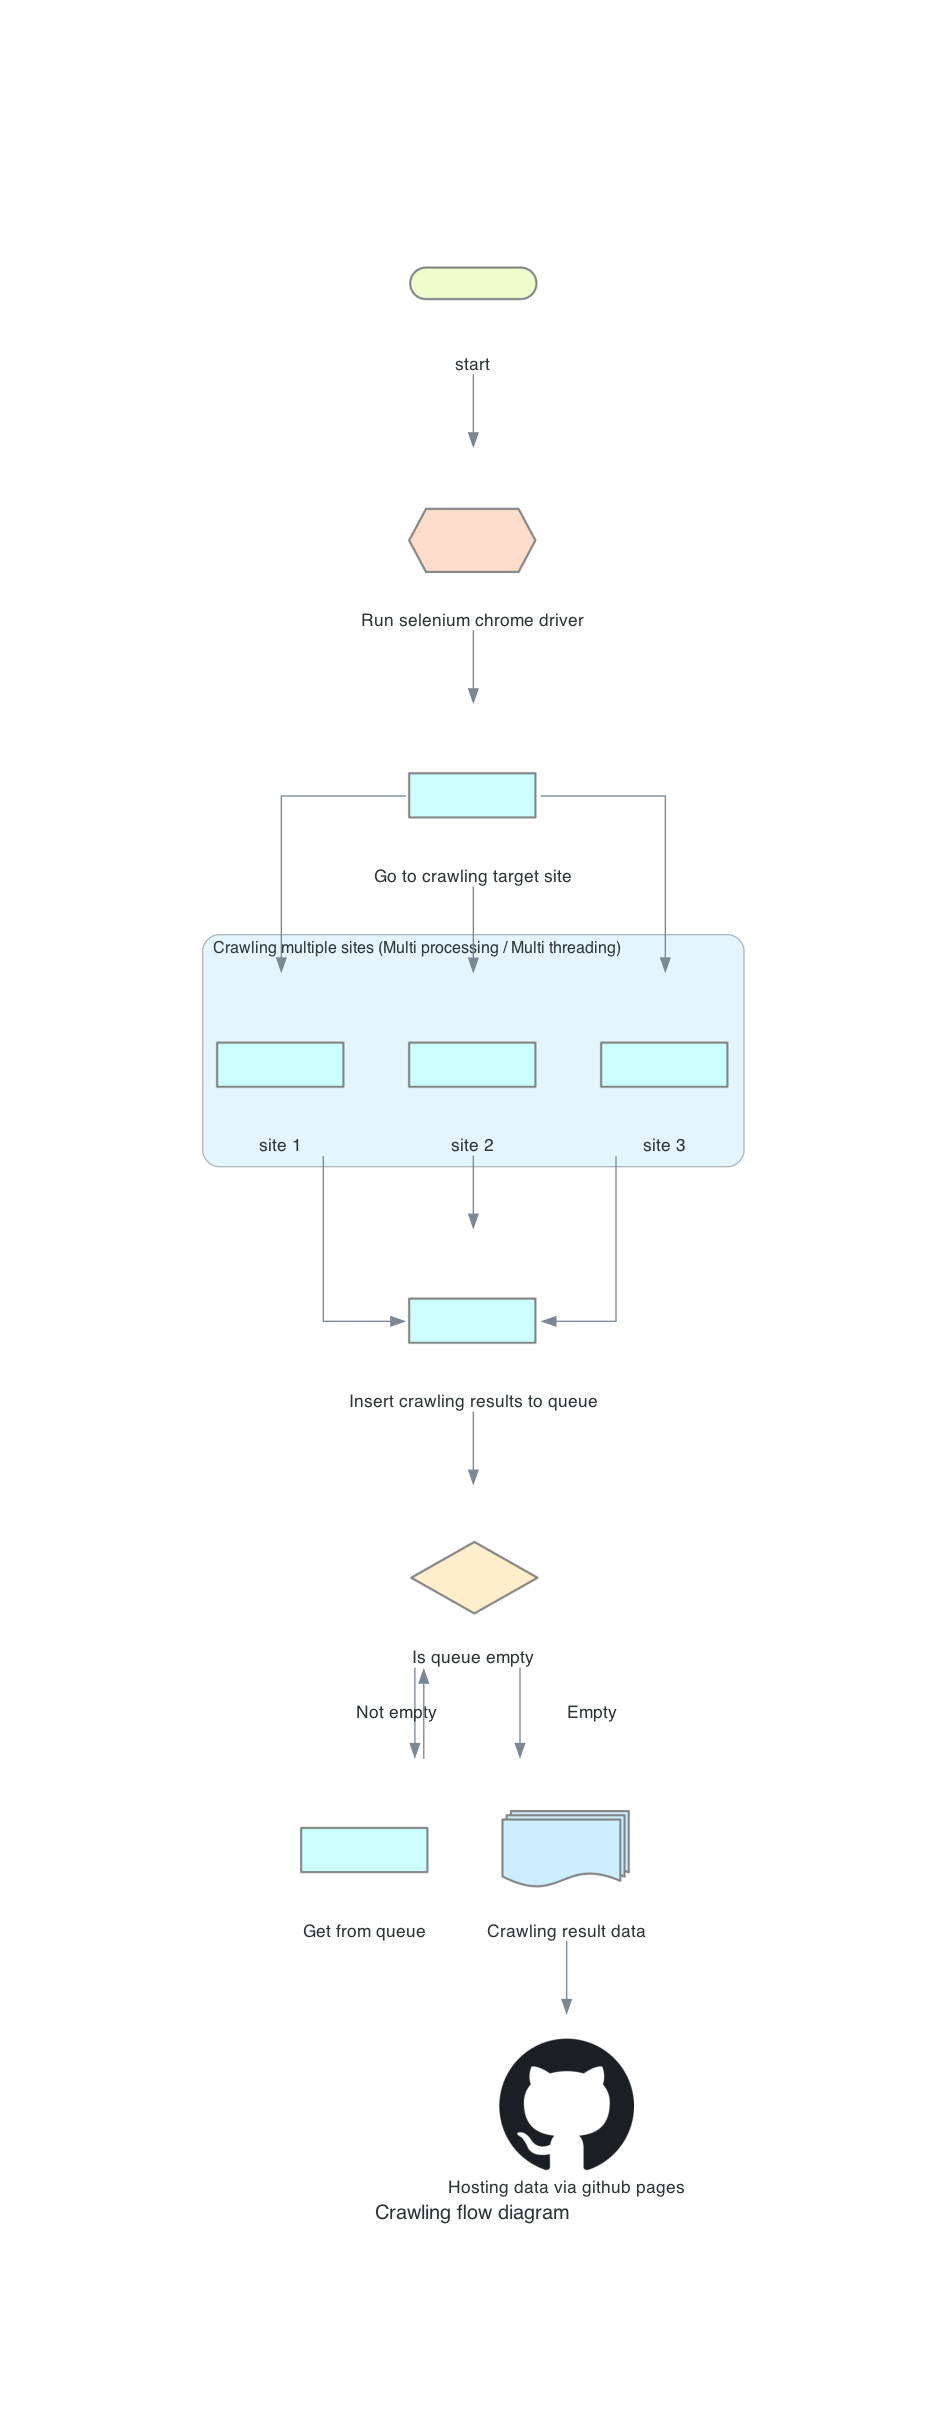 start
Run selenium chrome driver
Go to crawling target site
Crawling multiple sites (Multi processing / Multi threading)
site 1
site 2
site 3
Insert crawling results to queue
Is queue empty
Not empty
Empty
Get from queue
Crawling result data
Hosting data via github pages
Crawling flow diagram